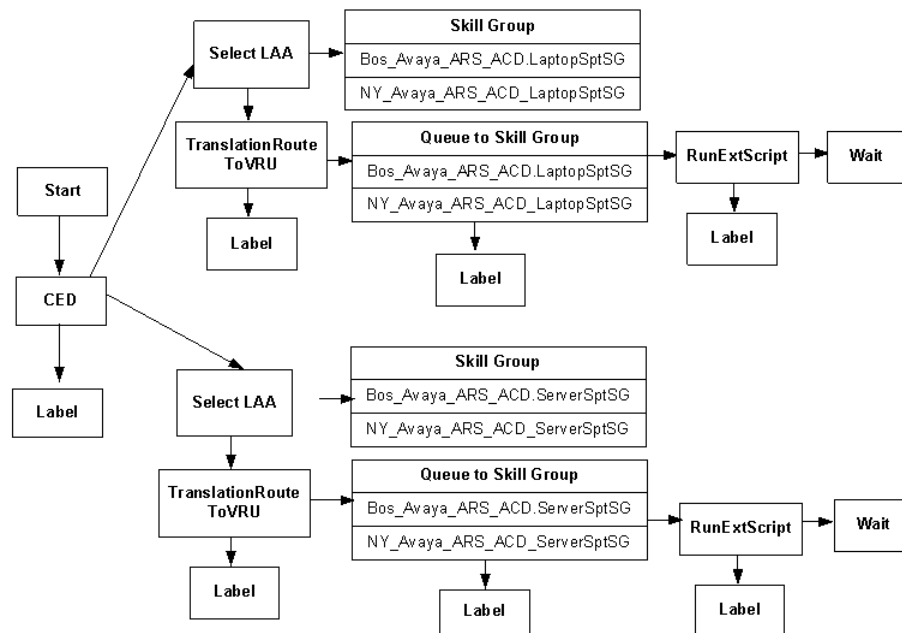 Select LAA
Skill Group
Bos_Avaya_ARS_ACD.LaptopSptSG
NY_Avaya_ARS_ACD_LaptopSptSG
TranslationRoute
ToVRU
Queue to Skill Group
Bos_Avaya_ARS_ACD.LaptopSptSG
NY_Avaya_ARS_ACD_LaptopSptSG
RunExtScript
Wait
Start
Label
Label
Label
CED
Label
Select LAA
Skill Group
Bos_Avaya_ARS_ACD.ServerSptSG
NY_Avaya_ARS_ACD_ServerSptSG
TranslationRoute
ToVRU
Queue to Skill Group
Bos_Avaya_ARS_ACD.ServerSptSG
NY_Avaya_ARS_ACD_ServerSptSG
RunExtScript
Wait
Label
Label
Label